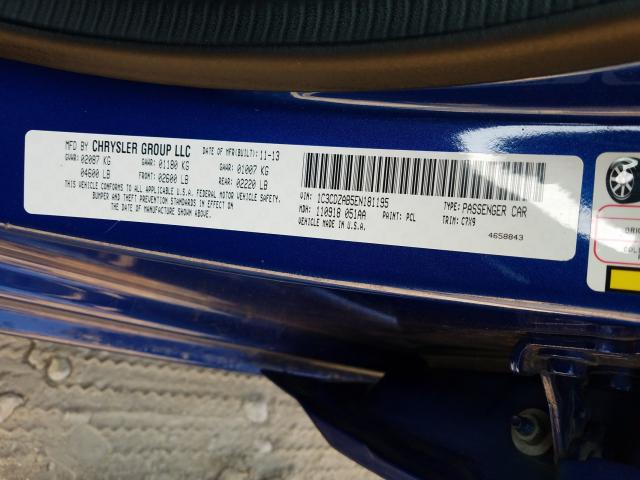 MFD BY CHRYSLER GROUP LLC DATE OF MFR(BUILT): 11-13
GVWR: 02087 KG GAWR: 01180 KG GAWR: 01007 KG
04600 LB FRONT: 02600 LB REAR: 02220 LB
THIS VEHICLE CONFORMS TO ALL APPLICABLE U.S.A. FEDERAL MOTOR VEHICLE SAFETY,
BUMPER AND THEFT PREVENTION STANDARDS IN EFFECT ON
THE DATE OF MANUFACTURE SHOWN ABOVE.
VIN: 1C3CDZAB5EN181195 TYPE: PASSENGER CAR
MDH: 110918 051AA PAINT: PCL TRIM: C7X9
VEHICLE MADE IN U.S.A.
4658843